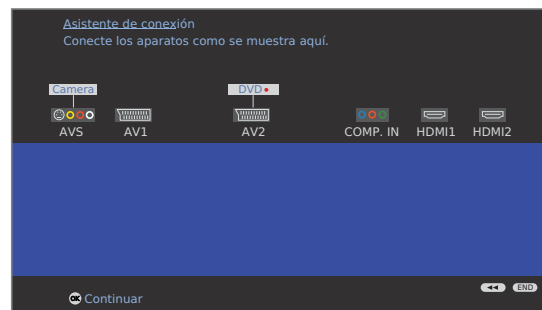 Asistente de conexión
Conecte los aparatos como se muestra aquí.
Camera DVD
AVS AV1 AV2 COMP. IN HDMI1 HDMI2
END
OK Continuar